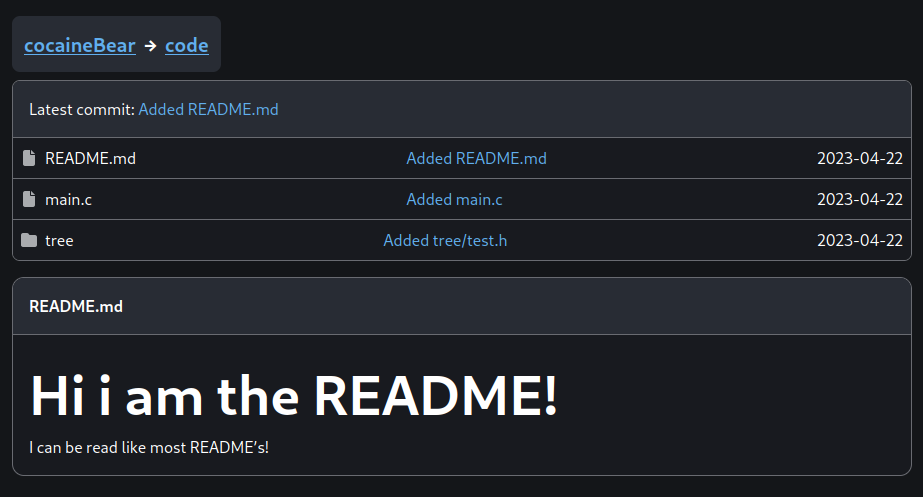 cocaineBear → code
Latest commit: Added README.md
README.md Added README.md 2023-04-22
main.c Added main.c 2023-04-22
tree Added tree/test.h 2023-04-22
README.md
Hi i am the README!
I can be read like most README's!